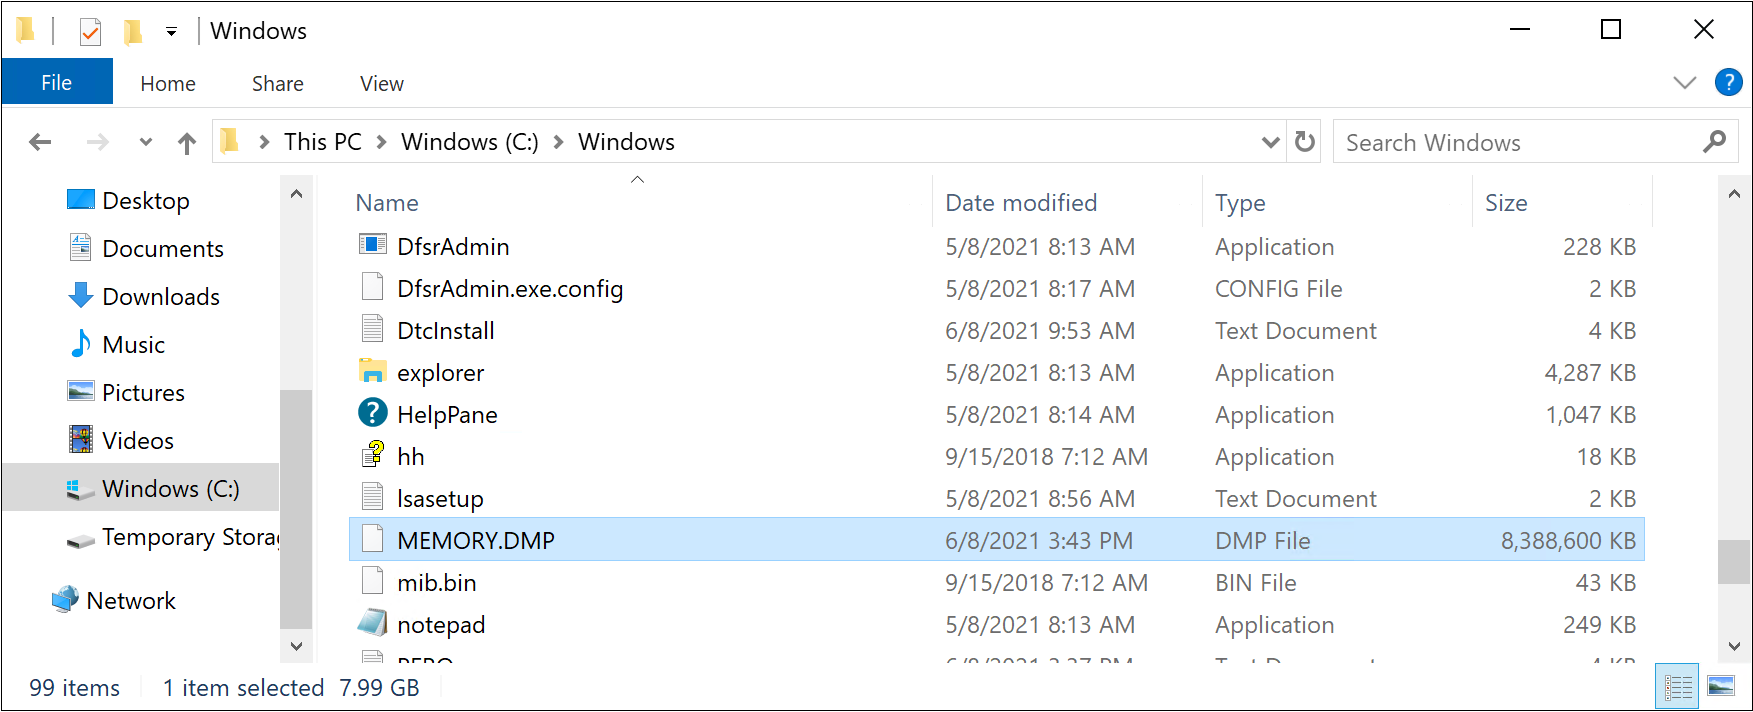 Windows
File Home Share View
This PC Windows (C:) Windows Search Windows
Desktop
Documents
Downloads
Music
Pictures
Videos
Windows (C:)
Temporary
Network
Name Date modified Type Size
DfsrAdmin 5/8/2021 8:13 AM Application 228 KB
DfsrAdmin.exe.config 5/8/2021 8:17 AM CONFIG File 2 KB
DtcInstall 6/8/2021 9:53 AM Text Document 4 KB
explorer 5/8/2021 8:13 AM Application 4,287 KB
HelpPane 5/8/2021 8:14 AM Application 1,047 KB
hh 9/15/2018 7:12 AM Application 18 KB
lsasetup 5/8/2021 8:56 AM Text Document 2 KB
MEMORY.DMP 6/8/2021 3:43 PM DMP File 8,388,600 KB
mib.bin 9/15/2018 7:12 AM BIN File 43 KB
notepad 5/8/2021 8:13 AM Application 249 KB
99 items 1 item selected 7.99 GB